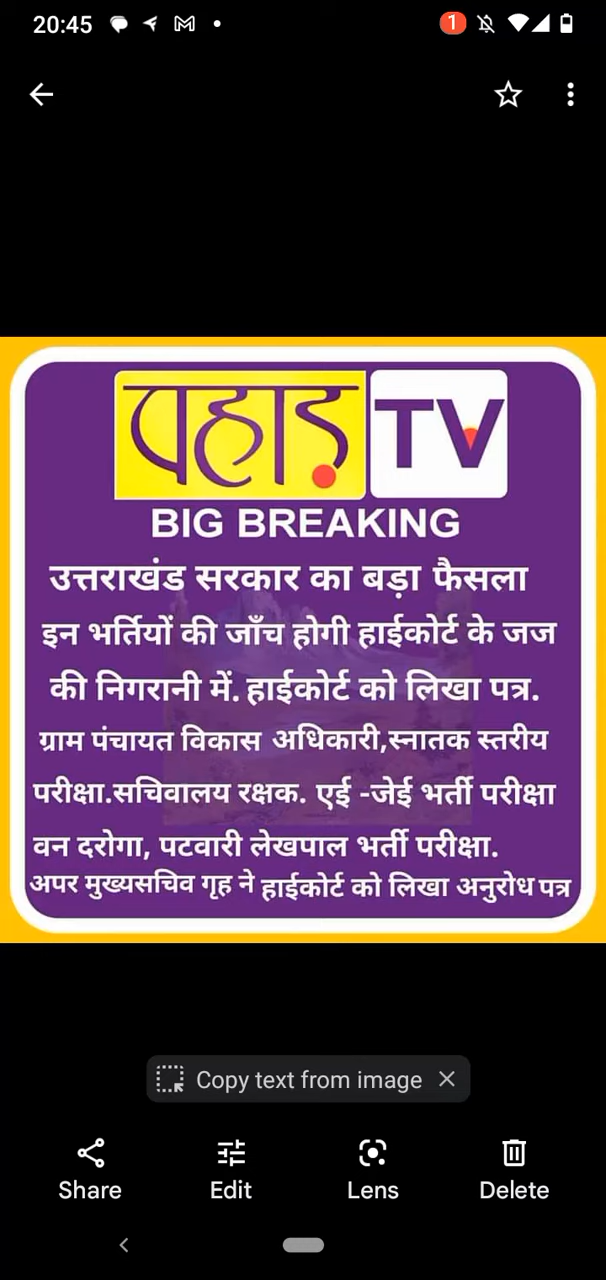 20:45
1
पहाड़ TV
BIG BREAKING
उत्तराखंड सरकार का बड़ा फैसला
इन भर्तियों की जाँच होगी हाईकोर्ट के जज
की निगरानी में. हाईकोर्ट को लिखा पत्र.
ग्राम पंचायत विकास अधिकारी,स्नातक स्तरीय
परीक्षा.सचिवालय रक्षक. एई -जेई भर्ती परीक्षा
वन दरोगा, पटवारी लेखपाल भर्ती परीक्षा.
अपर मुख्यसचिव गृह ने हाईकोर्ट को लिखा अनुरोध पत्र
Copy text from image
Share Edit Lens Delete